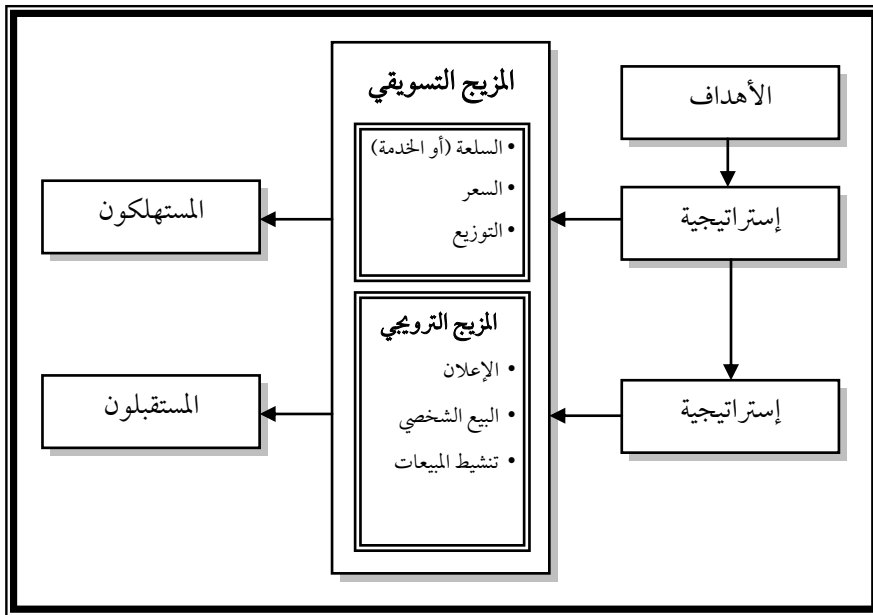 الأهداف
إستراتيجية
إستراتيجية
المزيج التسويقي
• السلعة (أو الخدمة)
• السعر
• التوزيع
المزيج الترويجي
• الإعلان
• البيع الشخصي
• تنشيط المبيعات
المستهلكون
المستقبلون